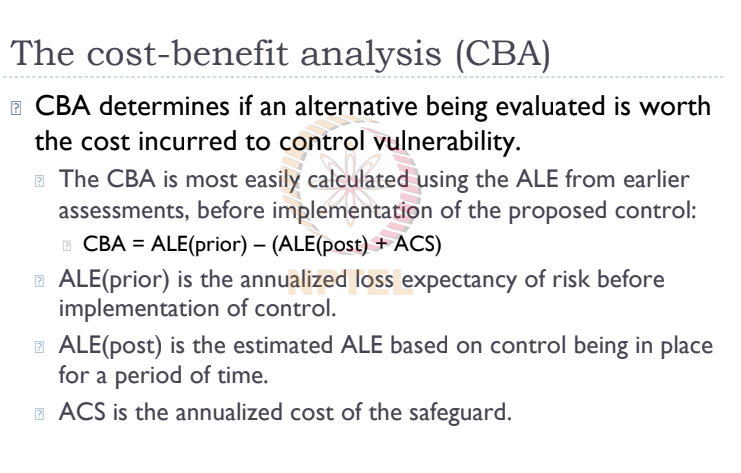 The cost-benefit analysis (CBA)
CBA determines if an alternative being evaluated is worth
the cost incurred to control vulnerability.
The CBA is most easily calculated using the ALE from earlier
assessments, before implementation of the proposed control:
CBA = ALE(prior) – (ALE(post) + ACS)
NPTEL
ALE(prior) is the annualized loss expectancy of risk before
implementation of control.
ALE(post) is the estimated ALE based on control being in place
for a period of time.
ACS is the annualized cost of the safeguard.